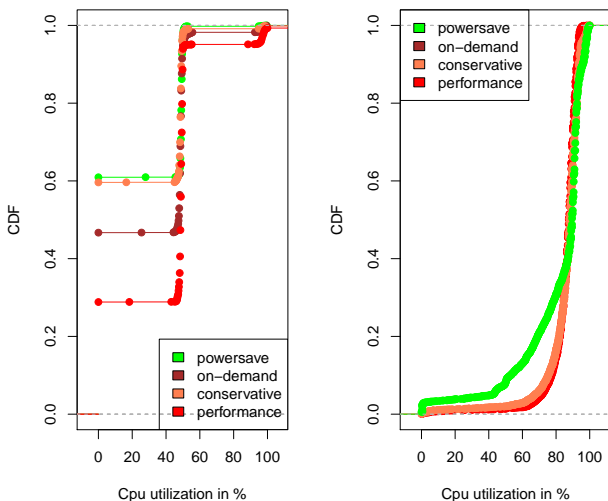 CDF
1.0
0.8
0.6
0.4
0.2
0.0
powersave
on−demand
conservative
performance
0 20 40 60 80 100
Cpu utilization in %
CDF
1.0
0.8
0.6
0.4
0.2
0.0
powersave
on−demand
conservative
performance
0 20 40 60 80 100
Cpu utilization in %